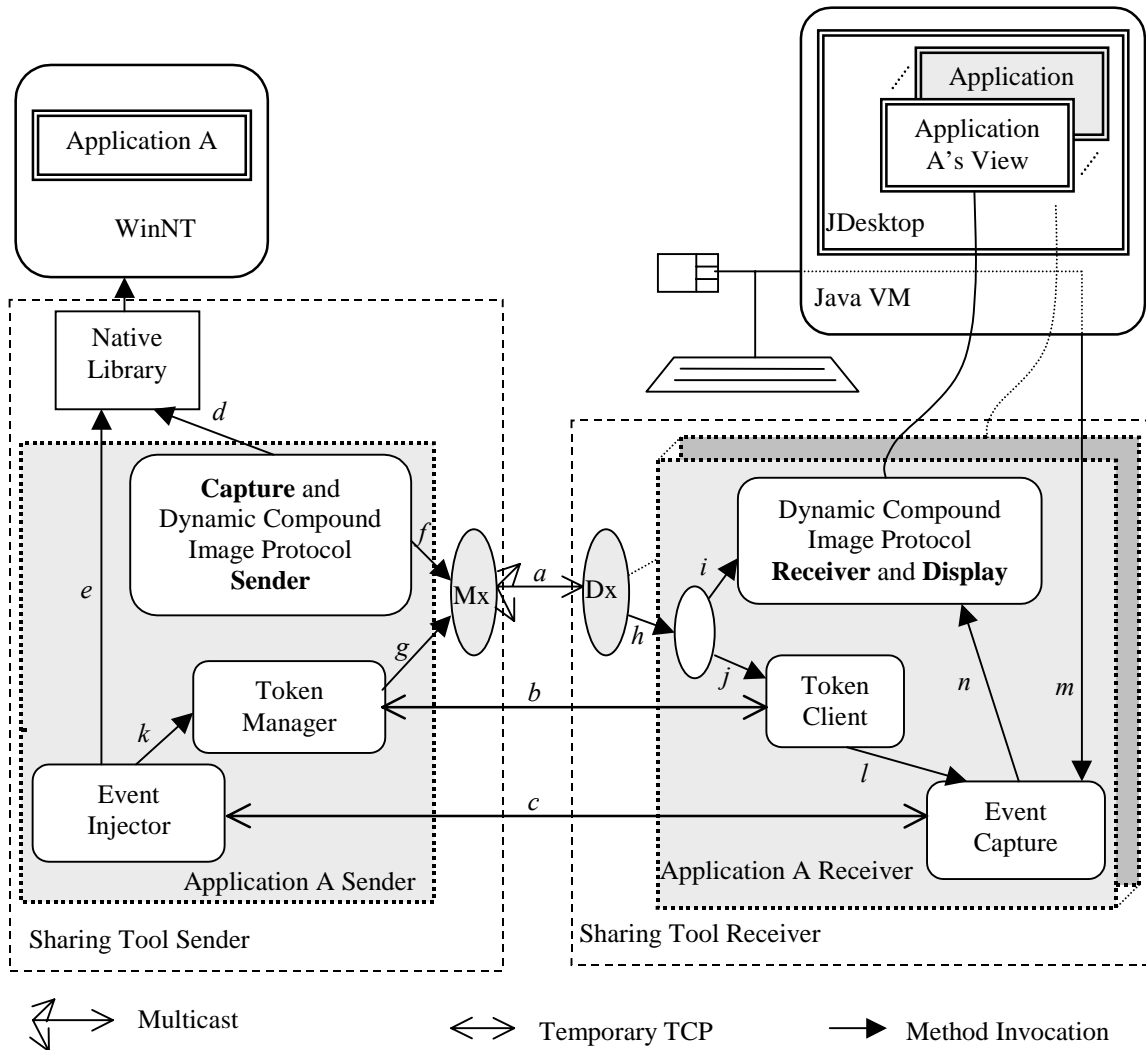 Application A
WinNT
Application
Application
A's View
JDesktop
Java VM
Native
Library
d
e
Capture and
Dynamic Compound
Image Protocol
Sender
f
Mx
a
Dx
h
i
j
Dynamic Compound
Image Protocol
Receiver and Display
g
Token
Manager
b
Token
Client
n
m
k
l
Event
Injector
c
Event
Capture
Application A Sender
Application A Receiver
Sharing Tool Sender
Sharing Tool Receiver
Multicast
Temporary TCP
Method Invocation